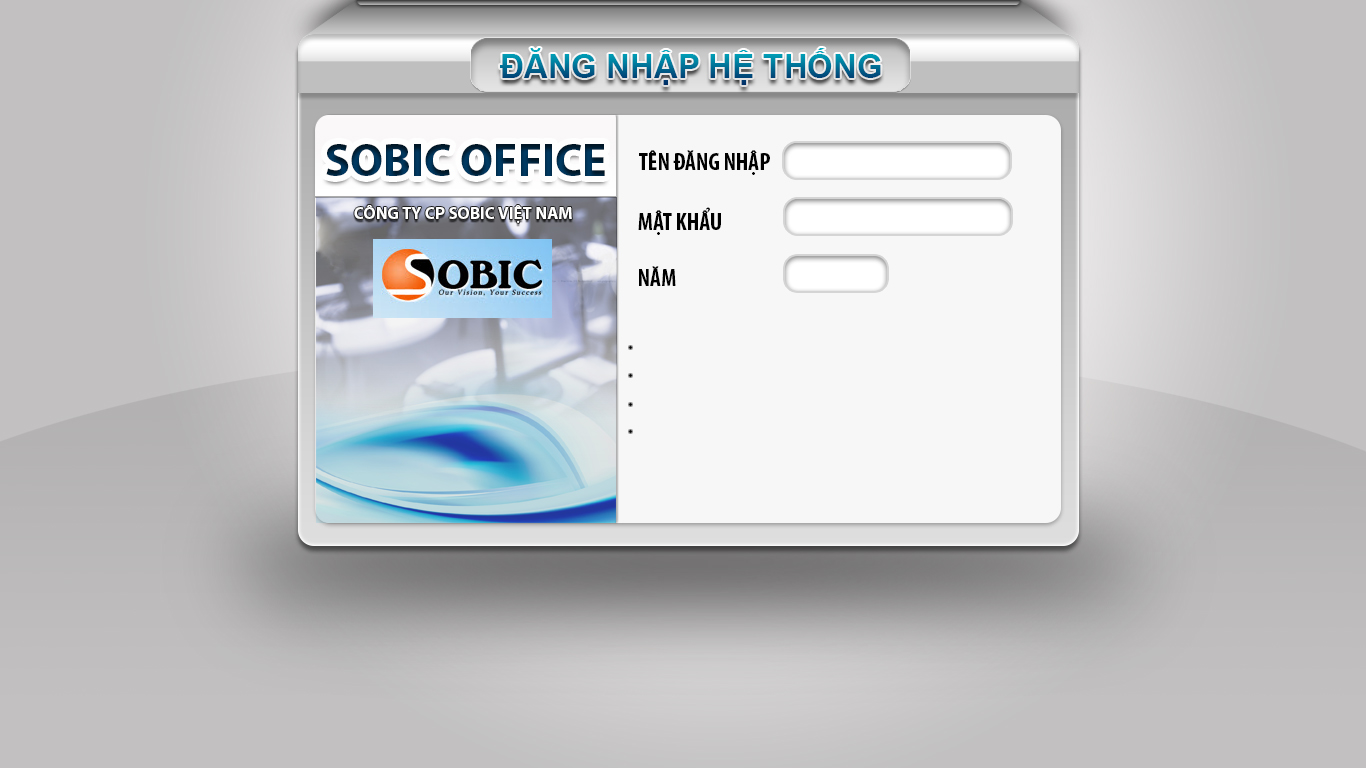 ĐĂNG NHẬP HỆ THỐNG
SOBIC OFFICE
CÔNG TY CP SOBIC VIỆT NAM
SOBIC
Our Vision, Your Success
TÊN ĐĂNG NHẬP
MẬT KHẨU
NĂM